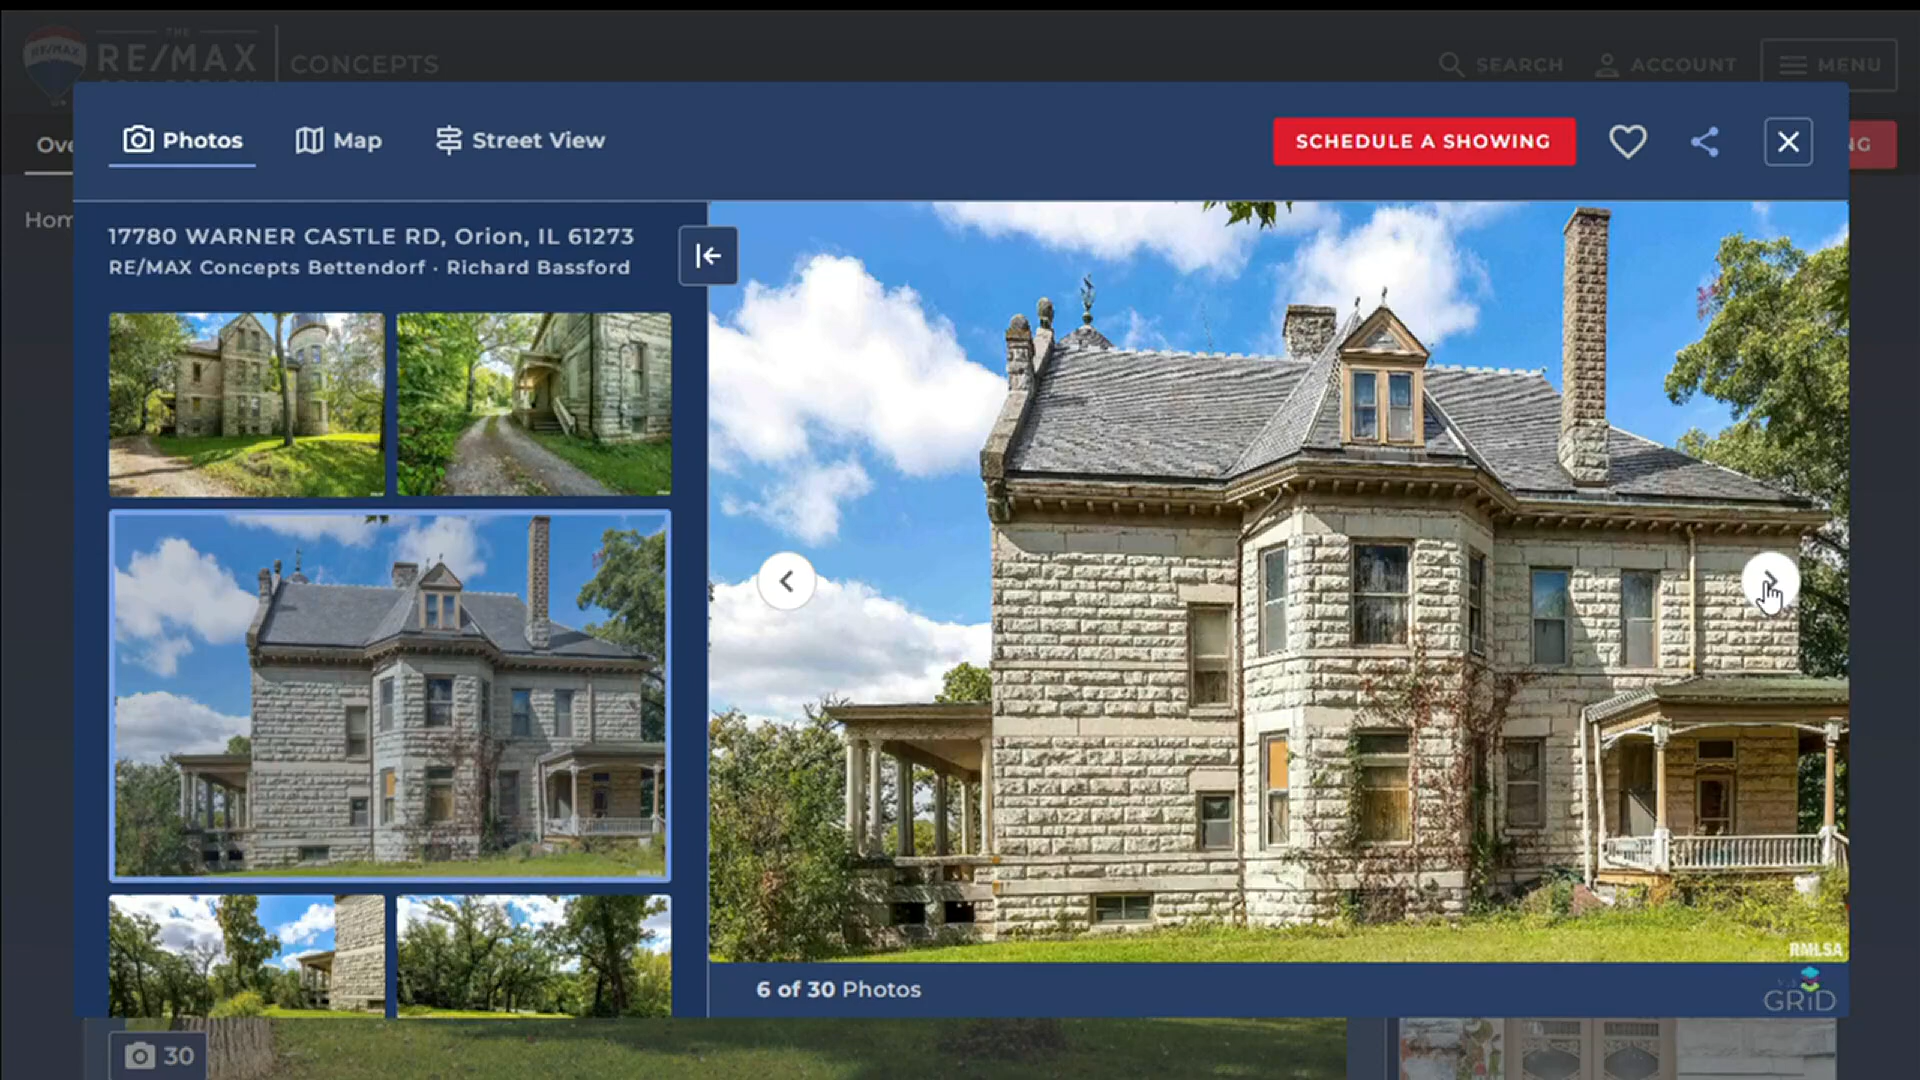 THE
RE/MAX
CONCEPTS
SEARCH
ACCOUNT
MENU
Photos
Map
Street View
SCHEDULE A SHOWING
17780 WARNER CASTLE RD, Orion, IL 61273
RE/MAX Concepts Bettendorf · Richard Bassford
RMLSA
6 of 30 Photos
GRiD
30